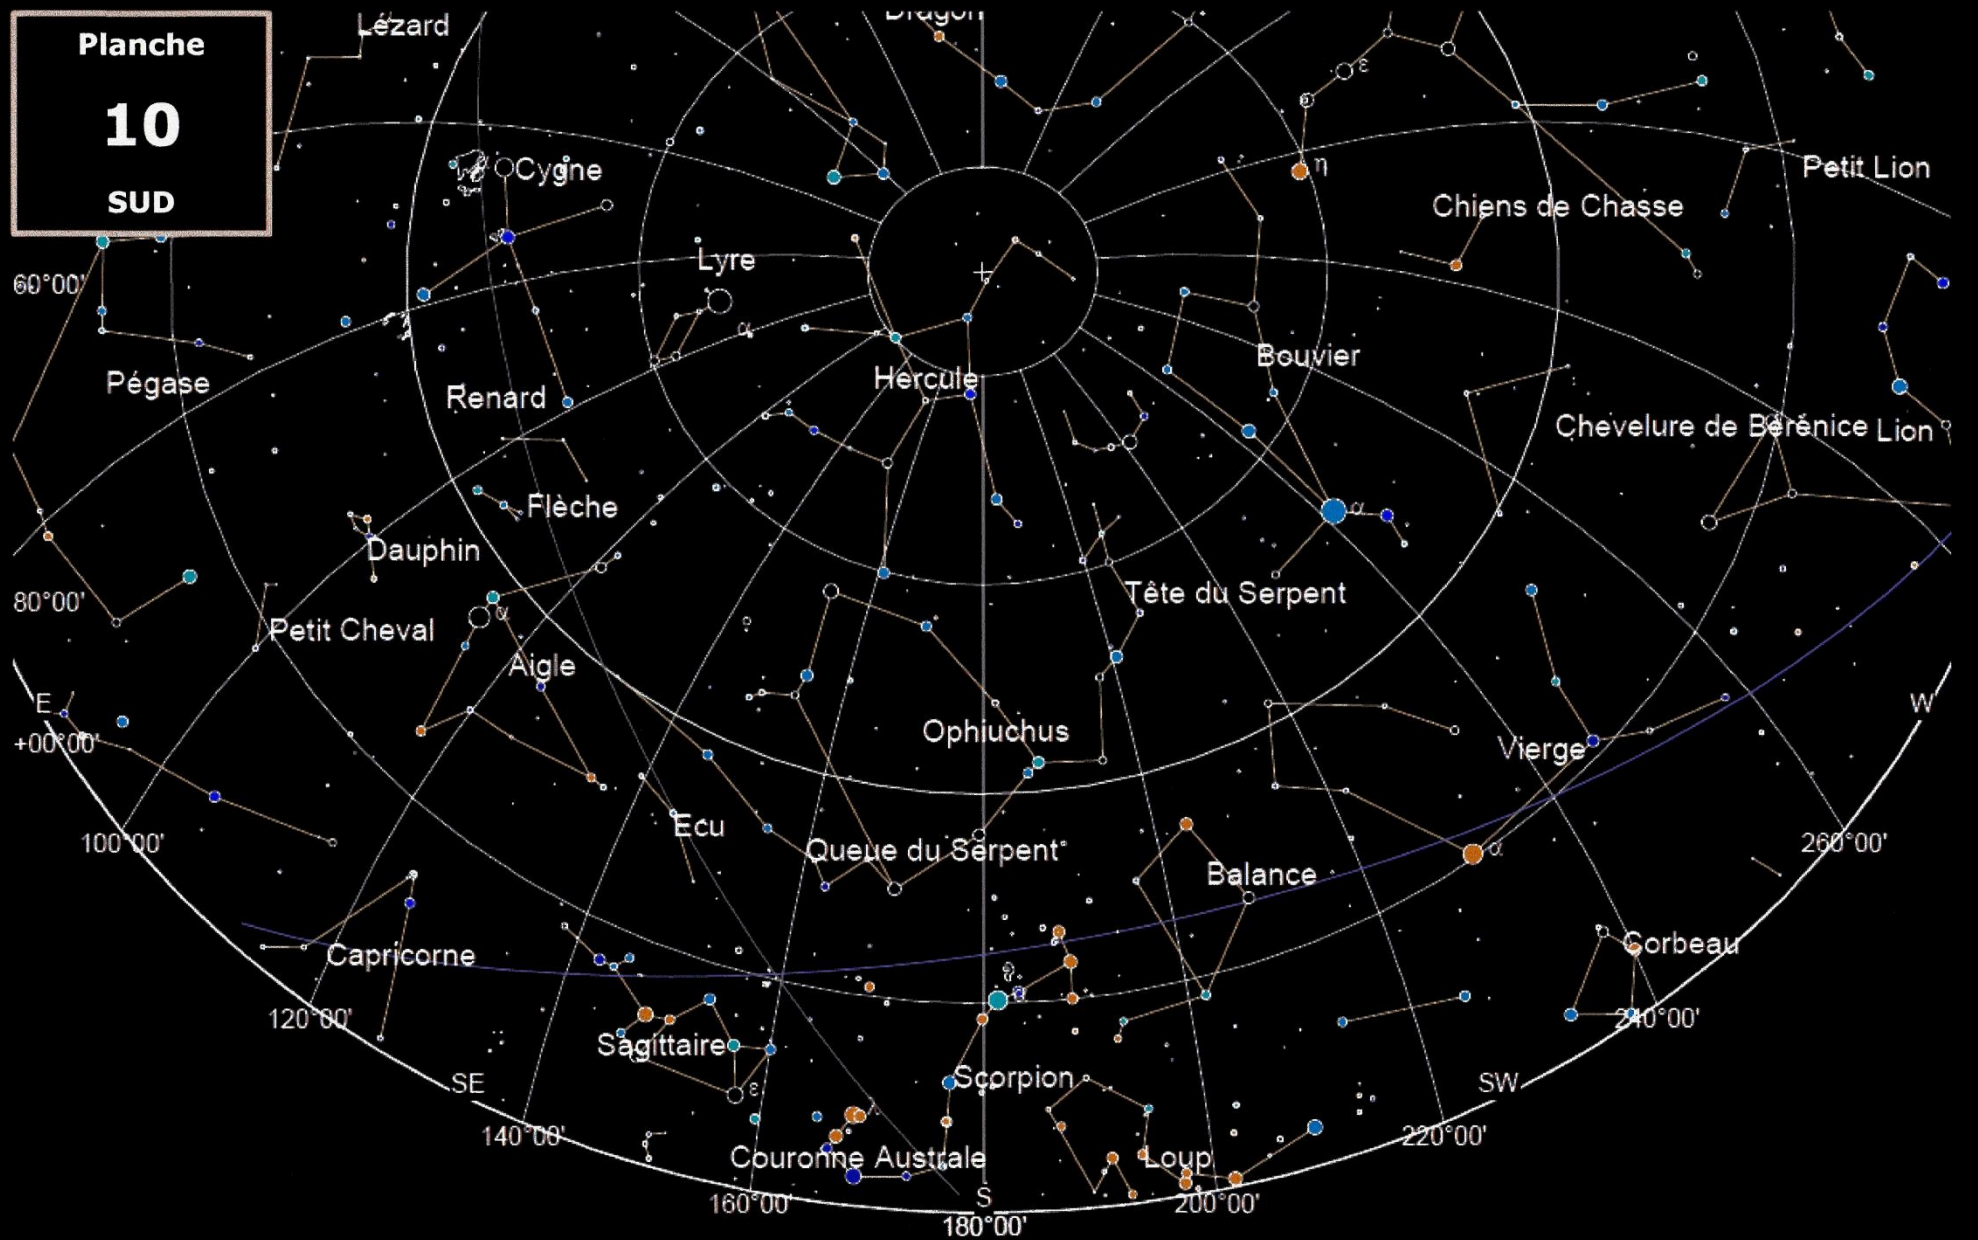 Planche
10
SUD
Lézard
Dragon
ε
Cygne
η
Petit Lion
Chiens de Chasse
Lyre
60°00'
α
Bouvier
Pégase
Hercule
Renard
Chevelure de Bérénice
Lion
Flèche
α
Dauphin
Tête du Serpent
80°00'
Petit Cheval
α
Aigle
E
W
Ophiuchus
+00°00'
Vierge
Ecu
100°00'
Queue du Serpent
260°00'
α
Balance
Capricorne
Corbeau
120°00'
240°00'
Sagittaire
Scorpion
SE
SW
ε
λ
140°00'
220°00'
Couronne Australe
Loup
160°00'
S
200°00'
180°00'